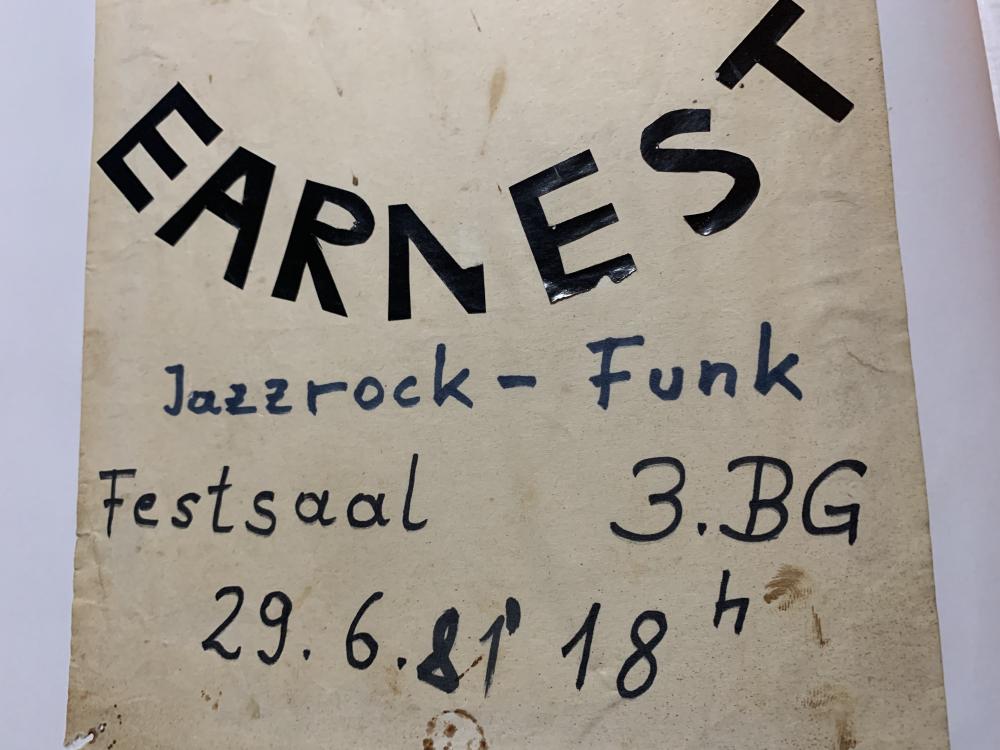 EARNEST
Jazzrock - Funk
Festsaal 3.BG
29.6.81 18h